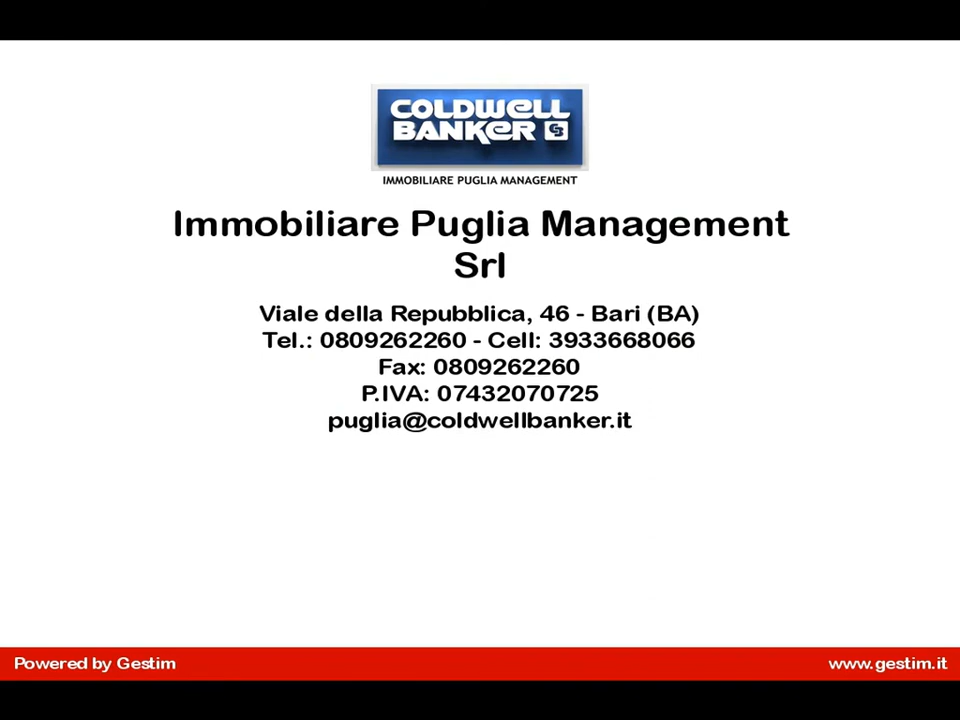 COLDWELL
BANKER CB
IMMOBILIARE PUGLIA MANAGEMENT
Immobiliare Puglia Management
Srl
Viale della Repubblica, 46 - Bari (BA)
Tel.: 0809262260 - Cell: 3933668066
Fax: 0809262260
P.IVA: 07432070725
puglia@coldwellbanker.it
Powered by Gestim
www.gestim.it